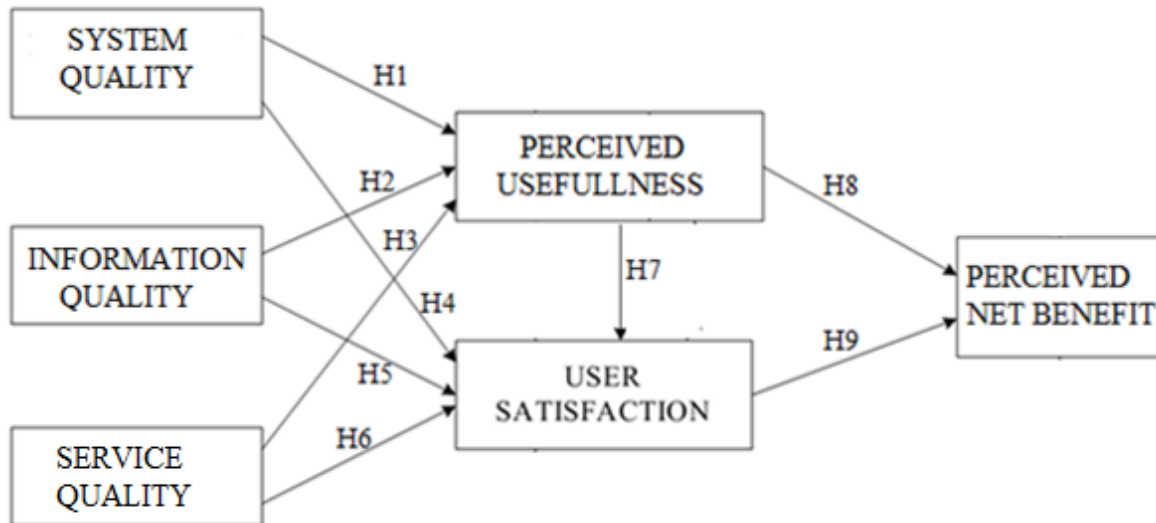 SYSTEM
QUALITY
H1
PERCEIVED
USEFULLNESS
H2
H8
H3
INFORMATION
QUALITY
H7
PERCEIVED
NET BENEFIT
H4
H9
H5
USER
SATISFACTION
H6
SERVICE
QUALITY